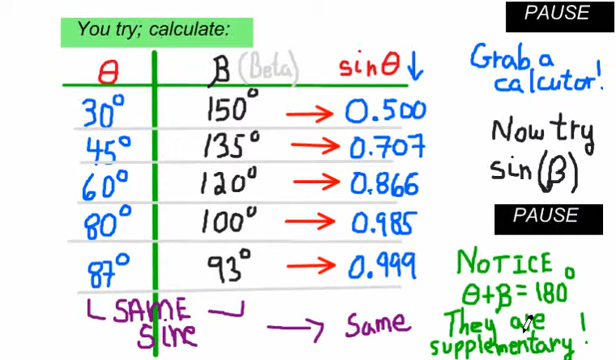 You try; calculate:
PAUSE
θ β (Beta) sinθ ↓
30° 150° → 0.500
45° 135° → 0.707
60° 120° → 0.866
80° 100° → 0.985
87° 93° → 0.999
SAME
Sine → Same
Grab a
calcutor!
Now try
sin(β)
PAUSE
NOTICE
θ+β=180°
They are
supplementary!